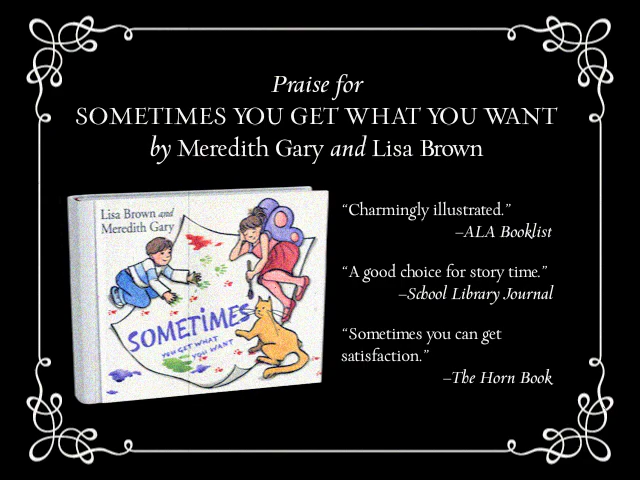 Praise for
SOMETIMES YOU GET WHAT YOU WANT
by Meredith Gary and Lisa Brown
Lisa Brown and
Meredith Gary
SOMETIMES
YOU GET WHAT
YOU WANT
“Charmingly illustrated.”
–ALA Booklist
“A good choice for story time.”
–School Library Journal
“Sometimes you can get
satisfaction.”
–The Horn Book